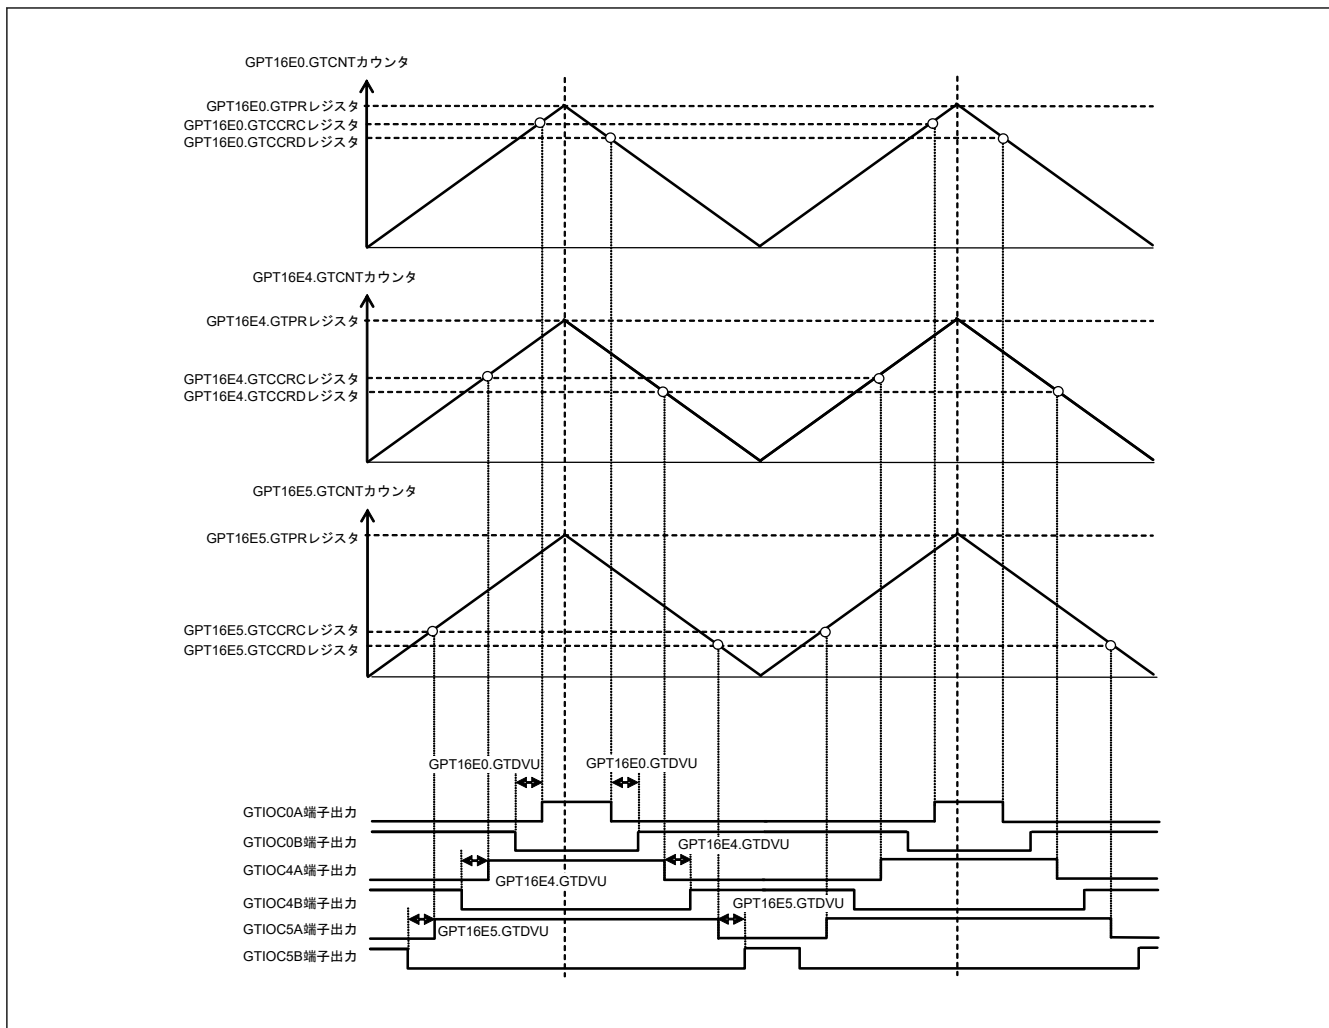 GPT16E0.GTCNTカウンタ
GPT16E0.GTPRレジスタ
GPT16E0.GTCCRCレジスタ
GPT16E0.GTCCRDレジスタ
GPT16E4.GTCNTカウンタ
GPT16E4.GTPRレジスタ
GPT16E4.GTCCRCレジスタ
GPT16E4.GTCCRDレジスタ
GPT16E5.GTCNTカウンタ
GPT16E5.GTPRレジスタ
GPT16E5.GTCCRCレジスタ
GPT16E5.GTCCRDレジスタ
GPT16E0.GTDVU GPT16E0.GTDVU
GTIOC0A端子出力
GTIOC0B端子出力
GPT16E4.GTDVU
GTIOC4A端子出力
GPT16E4.GTDVU
GTIOC4B端子出力
GPT16E5.GTDVU
GTIOC5A端子出力
GPT16E5.GTDVU
GTIOC5B端子出力